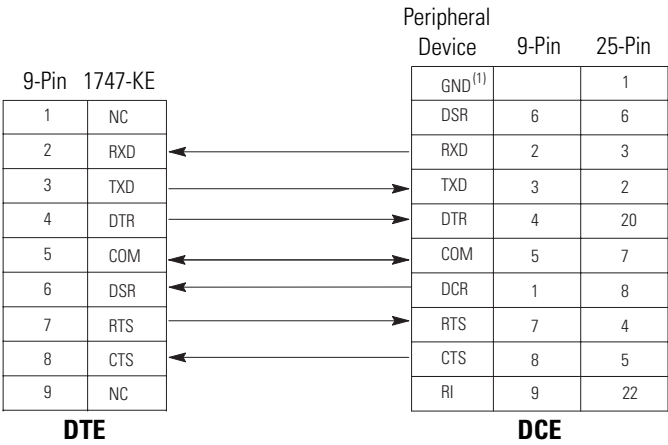 Peripheral
Device 9-Pin 25-Pin
9-Pin 1747-KE
GND(1) 1
1 NC DSR 6 6
2 RXD RXD 2 3
3 TXD TXD 3 2
4 DTR DTR 4 20
5 COM COM 5 7
6 DSR DCR 1 8
7 RTS RTS 7 4
8 CTS CTS 8 5
9 NC RI 9 22
DTE DCE